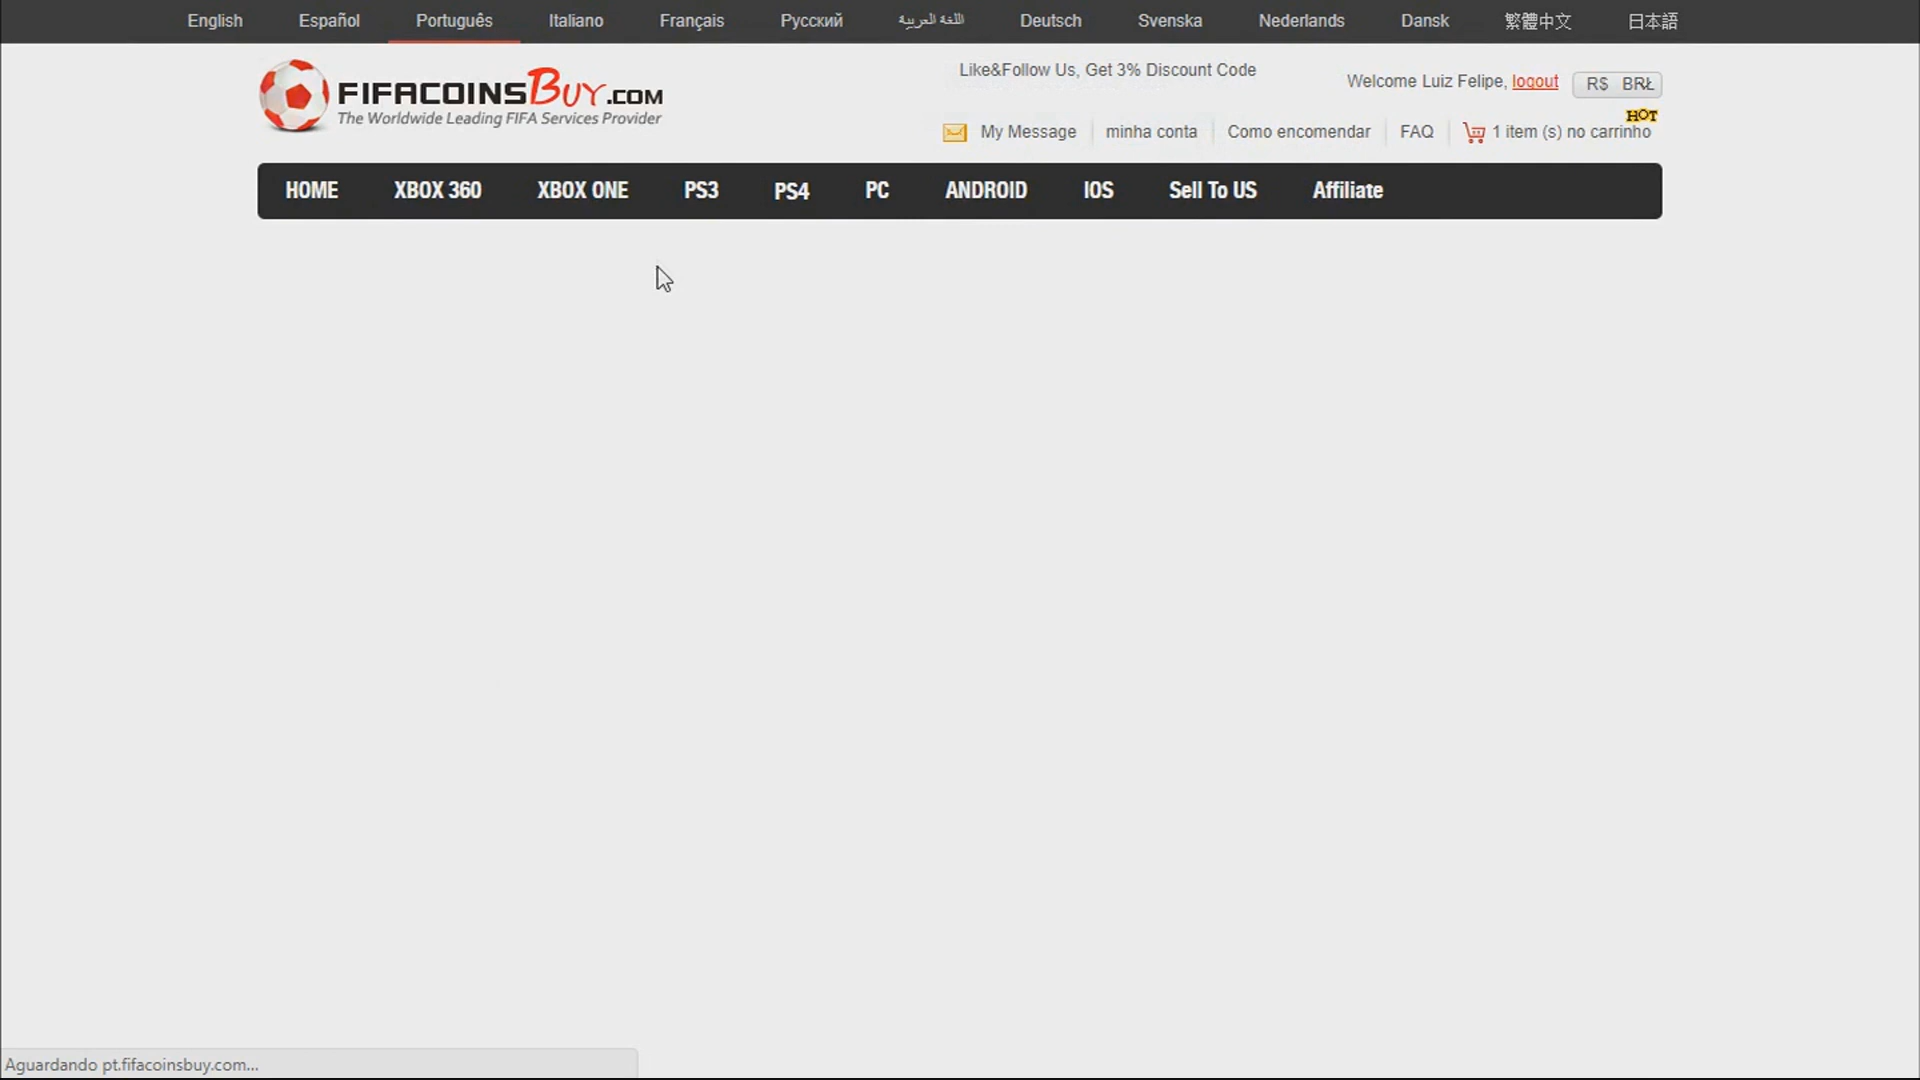 English Español Português Italiano Français Русский اللغة العربية Deutsch Svenska Nederlands Dansk 繁體中文 日本語
FIFACOINSBUY.COM
The Worldwide Leading FIFA Services Provider
Like&Follow Us, Get 3% Discount Code
Welcome Luiz Felipe, logout R$ BRL
HOT
My Message minha conta Como encomendar FAQ 1 item (s) no carrinho
HOME XBOX 360 XBOX ONE PS3 PS4 PC ANDROID IOS Sell To US Affiliate
Aguardando pt.fifacoinsbuy.com...